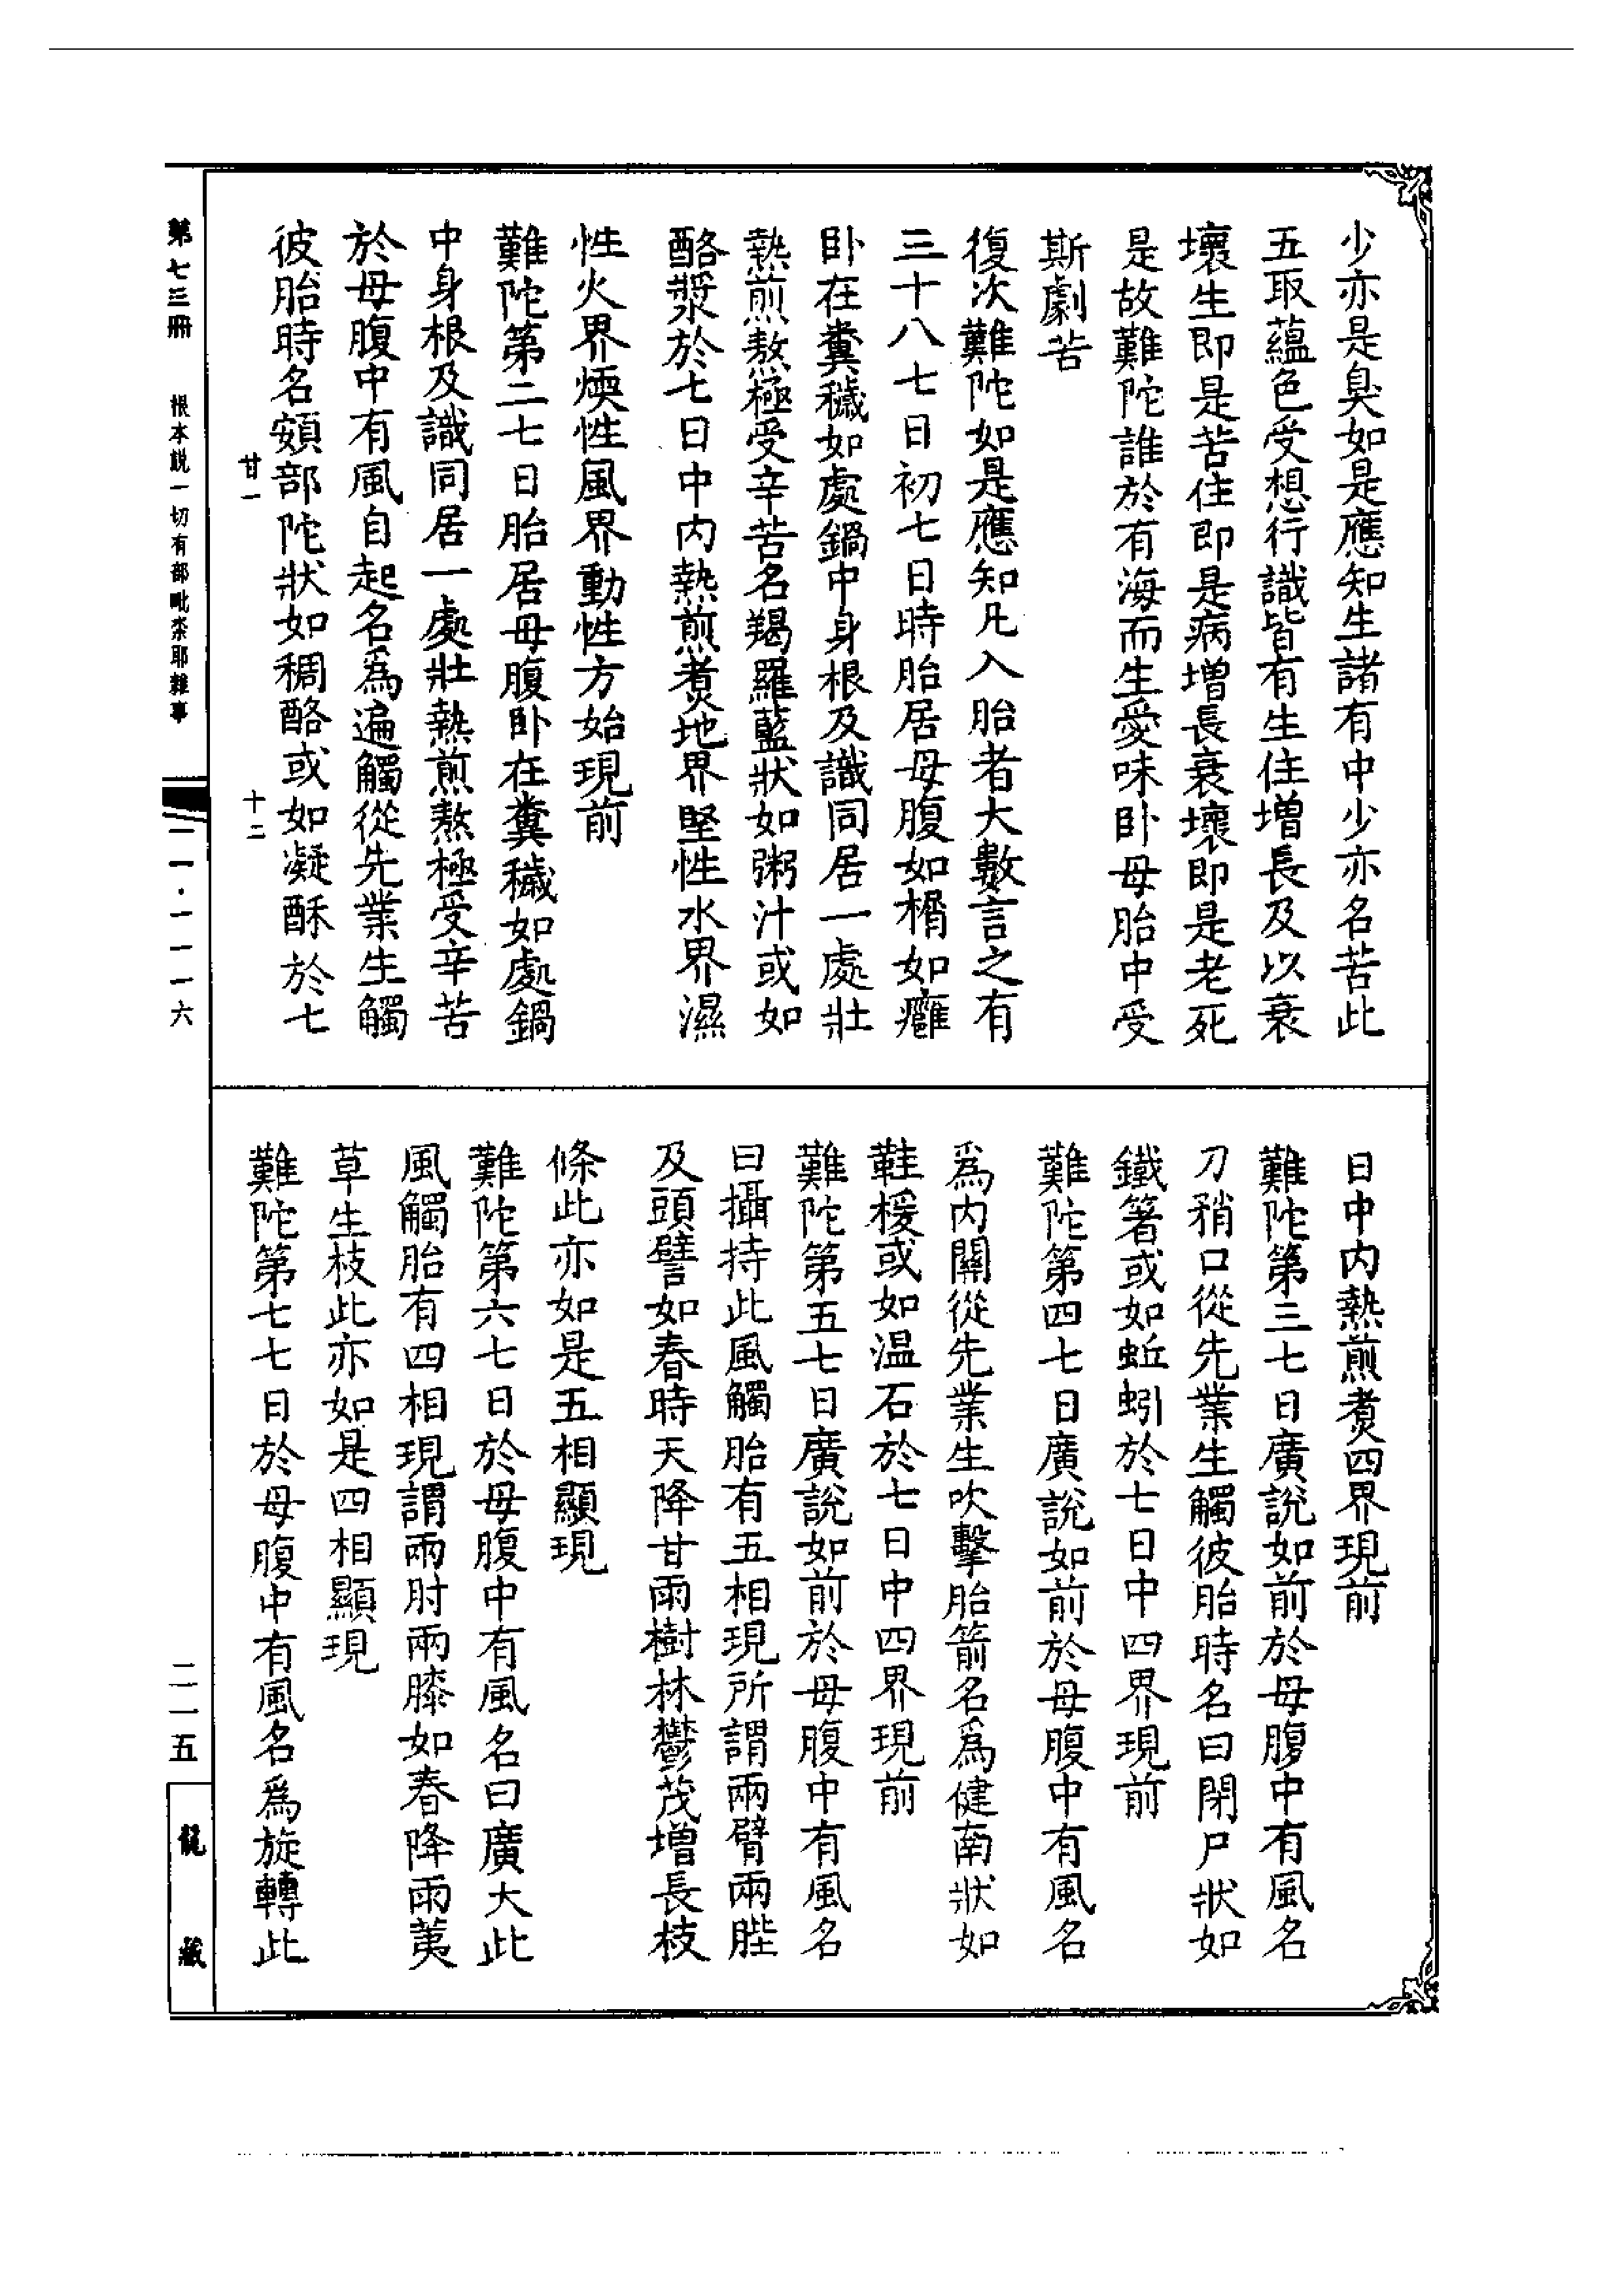 少亦是臭如是應知生諸有中少亦名苦此
五取蘊色受想行識皆有生住增長及以衰
壞生即是苦住即是病增長衰壞即是老死
是故難陀誰於有海而生愛味卧母胎中受
斯劇苦
復次難陀如是應知凡入胎者大數言之有
三十八七日初七日時胎居母腹如榍如癰
卧在糞穢如處鍋中身根及識同居一處壯
熱煎熬極受辛苦名羯羅藍狀如粥汁或如
酪漿於七日中内熱煎煑地界堅性水界濕
性火界煗性風界動性方始現前
難陀第二七日胎居母腹卧在糞穢如處鍋
中身根及識同居一處壯熱煎熬極受辛苦
於母腹中有風自起名爲遍觸從先業生觸
彼胎時名頞部陀狀如稠酪或如凝酥於七
日中内熱煎煑四界現前
難陀第三七日廣說如前於母腹中有風名
刀稍口從先業生觸彼胎時名曰閉尸狀如
鐵箸或如蚯蚓於七日中四界現前
難陀第四七日廣說如前於母腹中有風名
爲内關從先業生吹擊胎箭名爲健南狀如
鞋楥或如温石於七日中四界現前
難陀第五七日廣說如前於母腹中有風名
曰攝持此風觸胎有五相現所謂兩臂兩䏶
及頭譬如春時天降甘雨樹林鬱茂增長枝
條此亦如是五相顯現
難陀第六七日於母腹中有風名曰廣大此
風觸胎有四相現謂兩肘兩膝如春降雨荑
草生枝此亦如是四相顯現
難陀第七七日於母腹中有風名爲旋轉此
甘一 十二
第七三冊 根本説一切有部毗奈耶雜事 一一·一一一六 二一五 龍藏